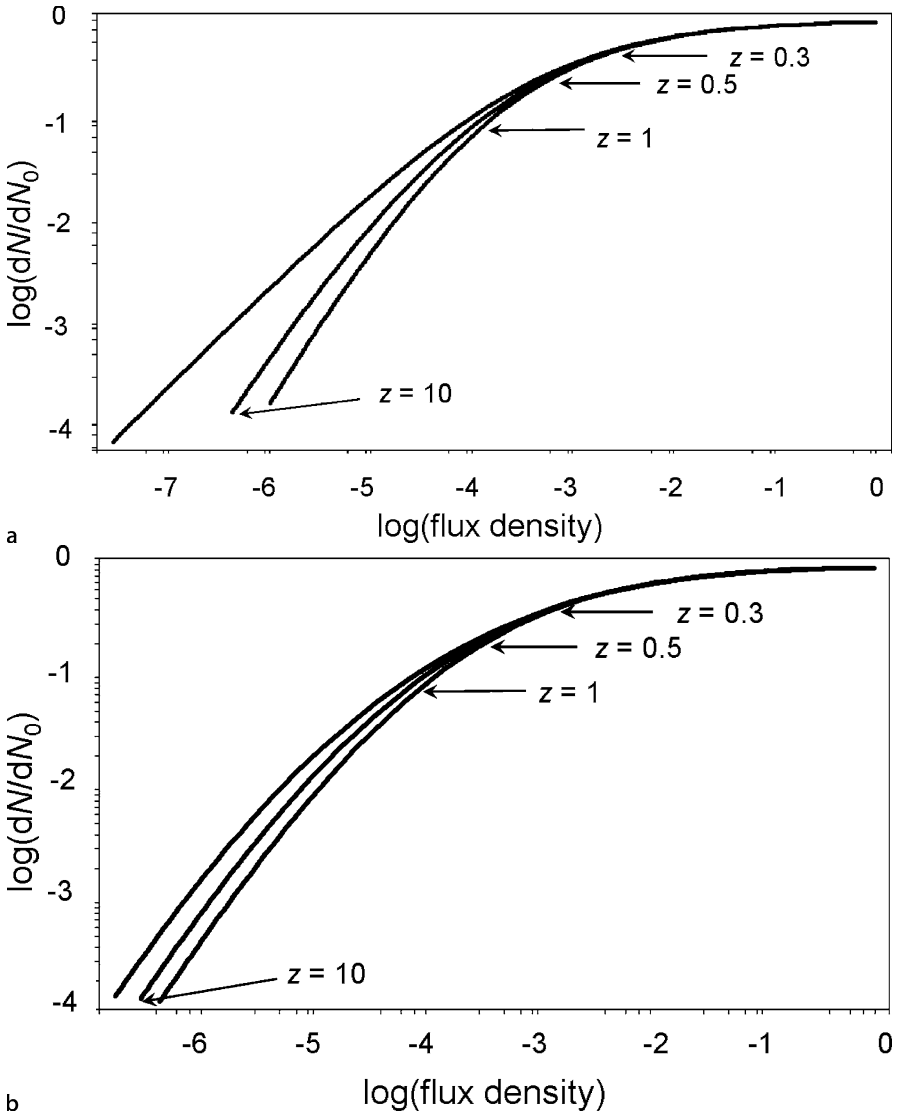 0
-1
-2
-3
-4
log(dN/dN₀)
z = 0.3
z = 0.5
z = 1
z = 10
-7 -6 -5 -4 -3 -2 -1 0
log(flux density)
a
0
-1
-2
-3
-4
log(dN/dN₀)
z = 0.3
z = 0.5
z = 1
z = 10
-6 -5 -4 -3 -2 -1 0
log(flux density)
b